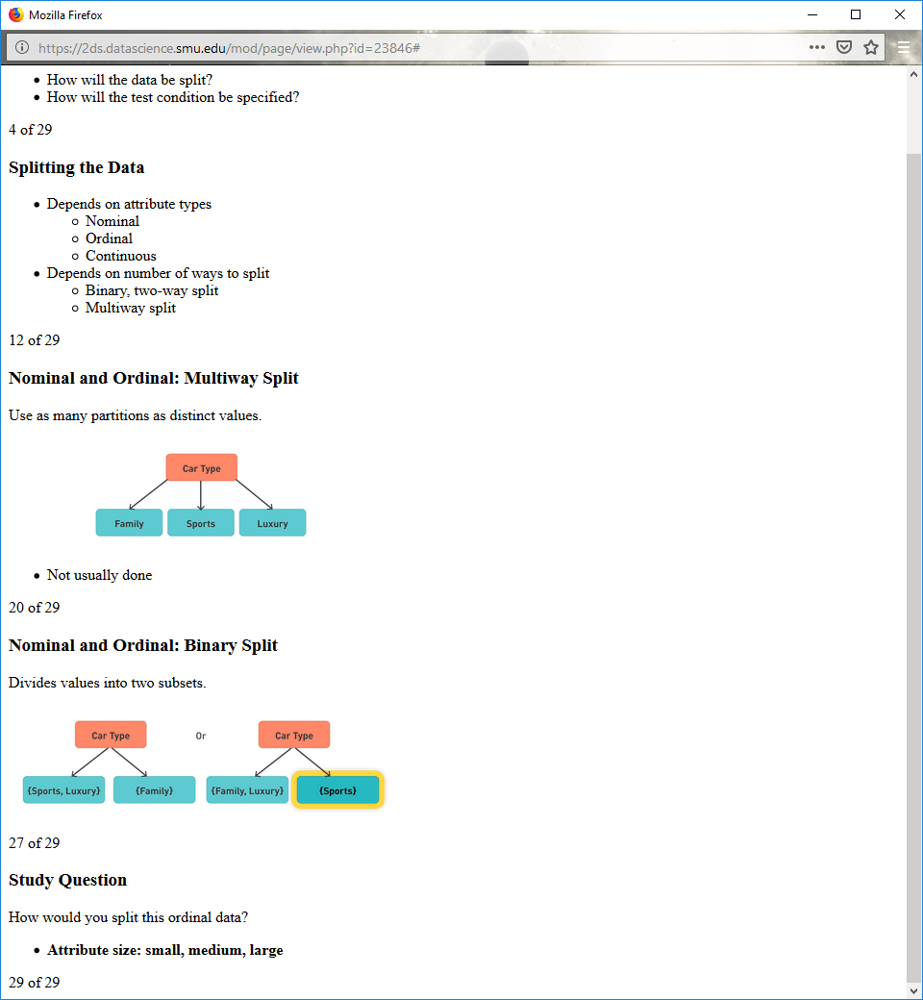 Mozilla Firefox
https://2ds.datascience.smu.edu/mod/page/view.php?id=23846#
• How will the data be split?
• How will the test condition be specified?
4 of 29
Splitting the Data
• Depends on attribute types
◦ Nominal
◦ Ordinal
◦ Continuous
• Depends on number of ways to split
◦ Binary, two-way split
◦ Multiway split
12 of 29
Nominal and Ordinal: Multiway Split
Use as many partitions as distinct values.
Car Type
Family Sports Luxury
• Not usually done
20 of 29
Nominal and Ordinal: Binary Split
Divides values into two subsets.
Car Type Or Car Type
{Sports, Luxury} {Family} {Family, Luxury} {Sports}
27 of 29
Study Question
How would you split this ordinal data?
• Attribute size: small, medium, large
29 of 29